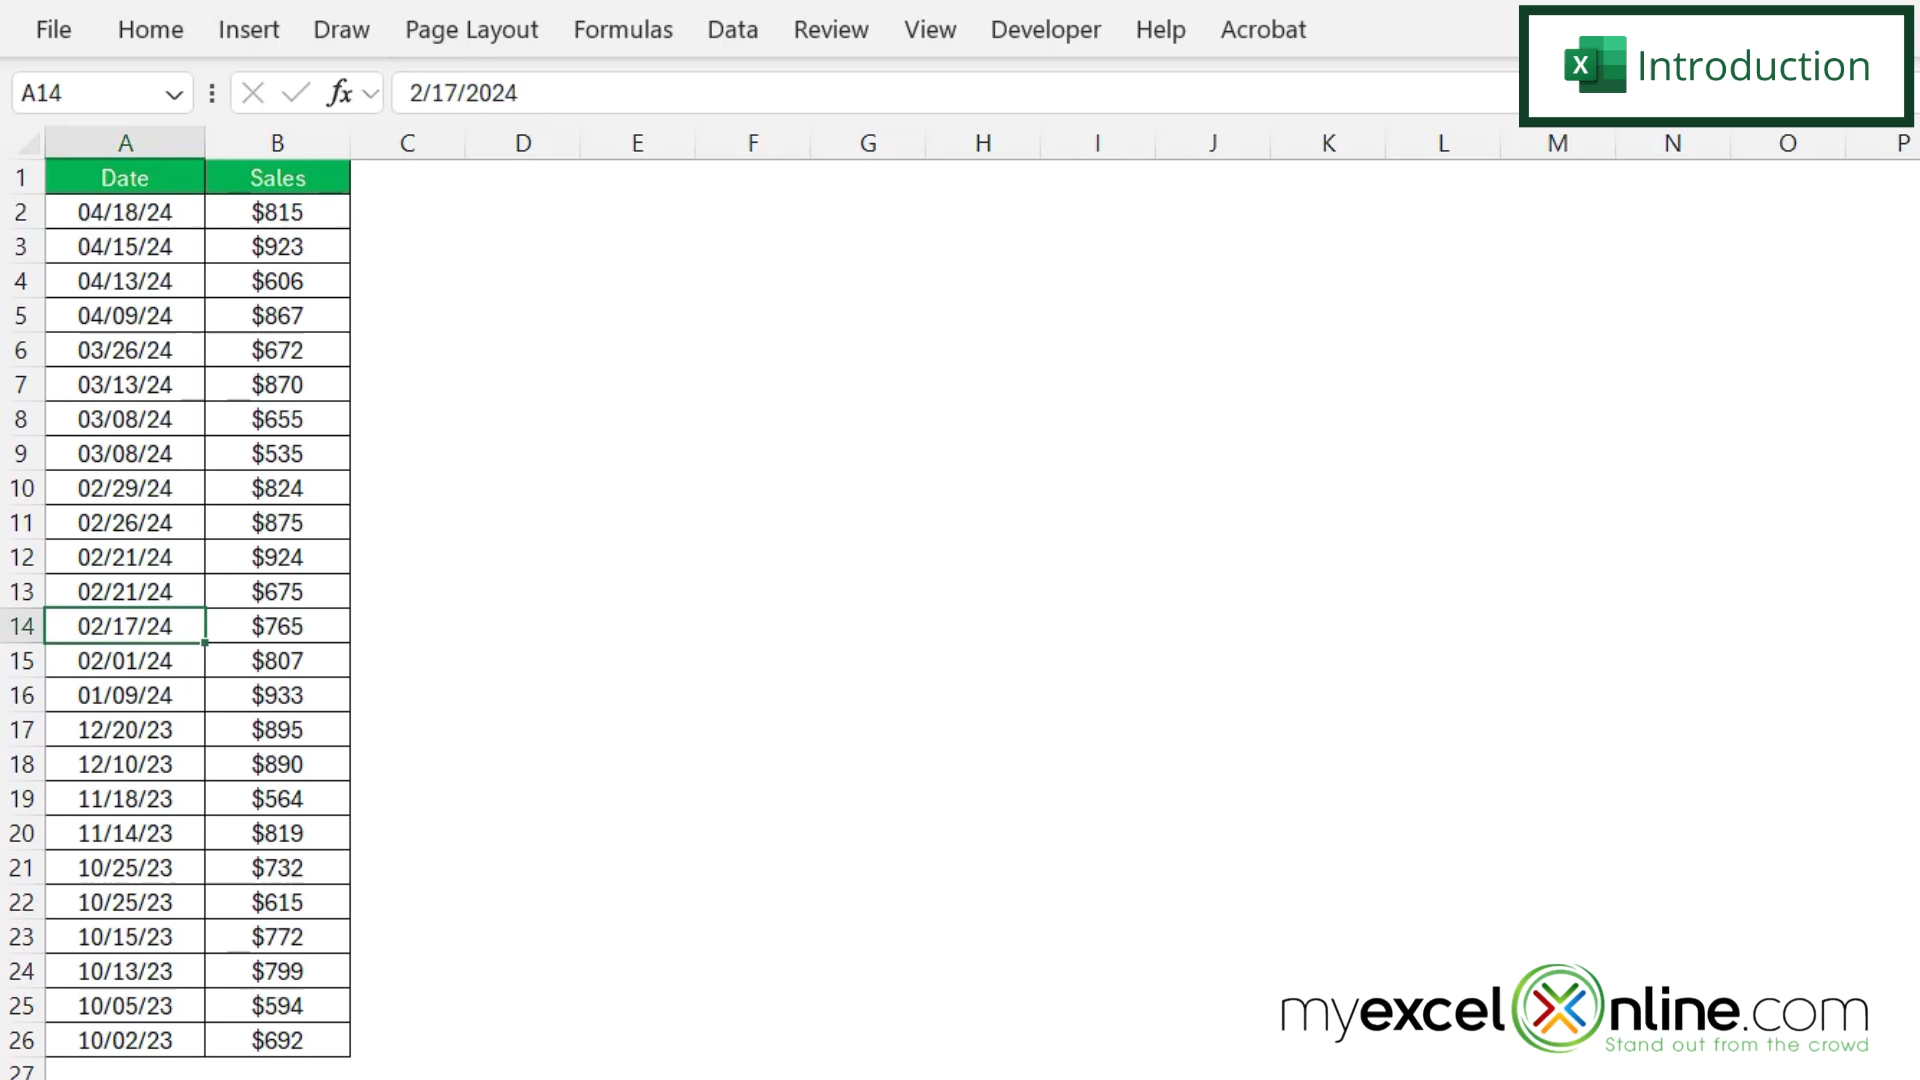 File Home Insert Draw Page Layout Formulas Data Review View Developer Help Acrobat
X Introduction
A14 fx 2/17/2024
A B C D E F G H I J K L M N O P
1 Date Sales
2 04/18/24 $815
3 04/15/24 $923
4 04/13/24 $606
5 04/09/24 $867
6 03/26/24 $672
7 03/13/24 $870
8 03/08/24 $655
9 03/08/24 $535
10 02/29/24 $824
11 02/26/24 $875
12 02/21/24 $924
13 02/21/24 $675
14 02/17/24 $765
15 02/01/24 $807
16 01/09/24 $933
17 12/20/23 $895
18 12/10/23 $890
19 11/18/23 $564
20 11/14/23 $819
21 10/25/23 $732
22 10/25/23 $615
23 10/15/23 $772
24 10/13/23 $799
25 10/05/23 $594
26 10/02/23 $692
27
myexcelOnline.com
Stand out from the crowd